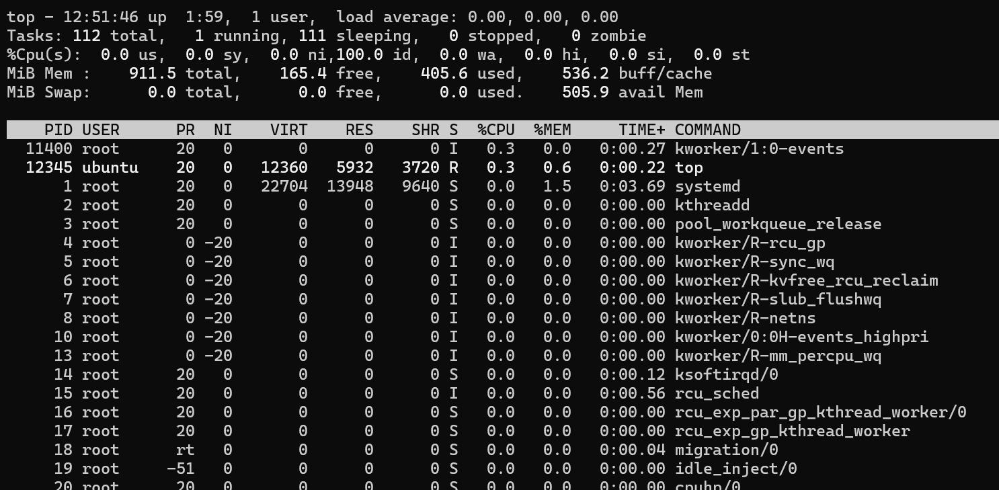 top - 12:51:46 up  1:59,  1 user,  load average: 0.00, 0.00, 0.00
Tasks: 112 total,   1 running, 111 sleeping,   0 stopped,   0 zombie
%Cpu(s):  0.0 us,  0.0 sy,  0.0 ni,100.0 id,  0.0 wa,  0.0 hi,  0.0 si,  0.0 st
MiB Mem :    911.5 total,    165.4 free,    405.6 used,    536.2 buff/cache
MiB Swap:      0.0 total,      0.0 free,      0.0 used.    505.9 avail Mem
    PID USER      PR  NI    VIRT    RES    SHR S  %CPU  %MEM     TIME+ COMMAND
  11400 root      20   0       0      0      0 I   0.3   0.0   0:00.27 kworker/1:0-events
  12345 ubuntu    20   0   12360   5932   3720 R   0.3   0.6   0:00.22 top
      1 root      20   0   22704  13948   9640 S   0.0   1.5   0:03.69 systemd
      2 root      20   0       0      0      0 S   0.0   0.0   0:00.00 kthreadd
      3 root      20   0       0      0      0 S   0.0   0.0   0:00.00 pool_workqueue_release
      4 root       0 -20       0      0      0 I   0.0   0.0   0:00.00 kworker/R-rcu_gp
      5 root       0 -20       0      0      0 I   0.0   0.0   0:00.00 kworker/R-sync_wq
      6 root       0 -20       0      0      0 I   0.0   0.0   0:00.00 kworker/R-kvfree_rcu_reclaim
      7 root       0 -20       0      0      0 I   0.0   0.0   0:00.00 kworker/R-slub_flushwq
      8 root       0 -20       0      0      0 I   0.0   0.0   0:00.00 kworker/R-netns
     10 root       0 -20       0      0      0 I   0.0   0.0   0:00.00 kworker/0:0H-events_highpri
     13 root       0 -20       0      0      0 I   0.0   0.0   0:00.00 kworker/R-mm_percpu_wq
     14 root      20   0       0      0      0 S   0.0   0.0   0:00.12 ksoftirqd/0
     15 root      20   0       0      0      0 I   0.0   0.0   0:00.56 rcu_sched
     16 root      20   0       0      0      0 S   0.0   0.0   0:00.00 rcu_exp_par_gp_kthread_worker/0
     17 root      20   0       0      0      0 S   0.0   0.0   0:00.00 rcu_exp_gp_kthread_worker
     18 root      rt   0       0      0      0 S   0.0   0.0   0:00.04 migration/0
     19 root     -51   0       0      0      0 S   0.0   0.0   0:00.00 idle_inject/0
     20 root      20   0       0      0      0 S   0.0   0.0   0:00.00 cpuhp/0